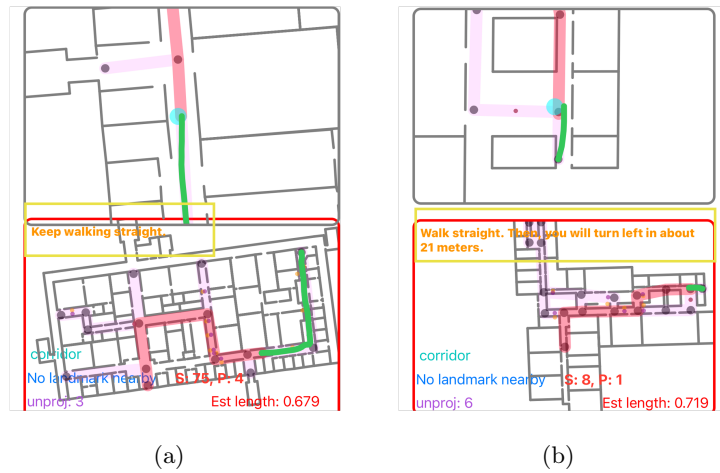 Keep walking straight.
corridor
No landmark nearby S: 75, P: 4
unproj: 3 Est length: 0.679
(a)
Walk straight. Then, you will turn left in about
21 meters.
corridor
No landmark nearby S: 8, P: 1
unproj: 6 Est length: 0.719
(b)